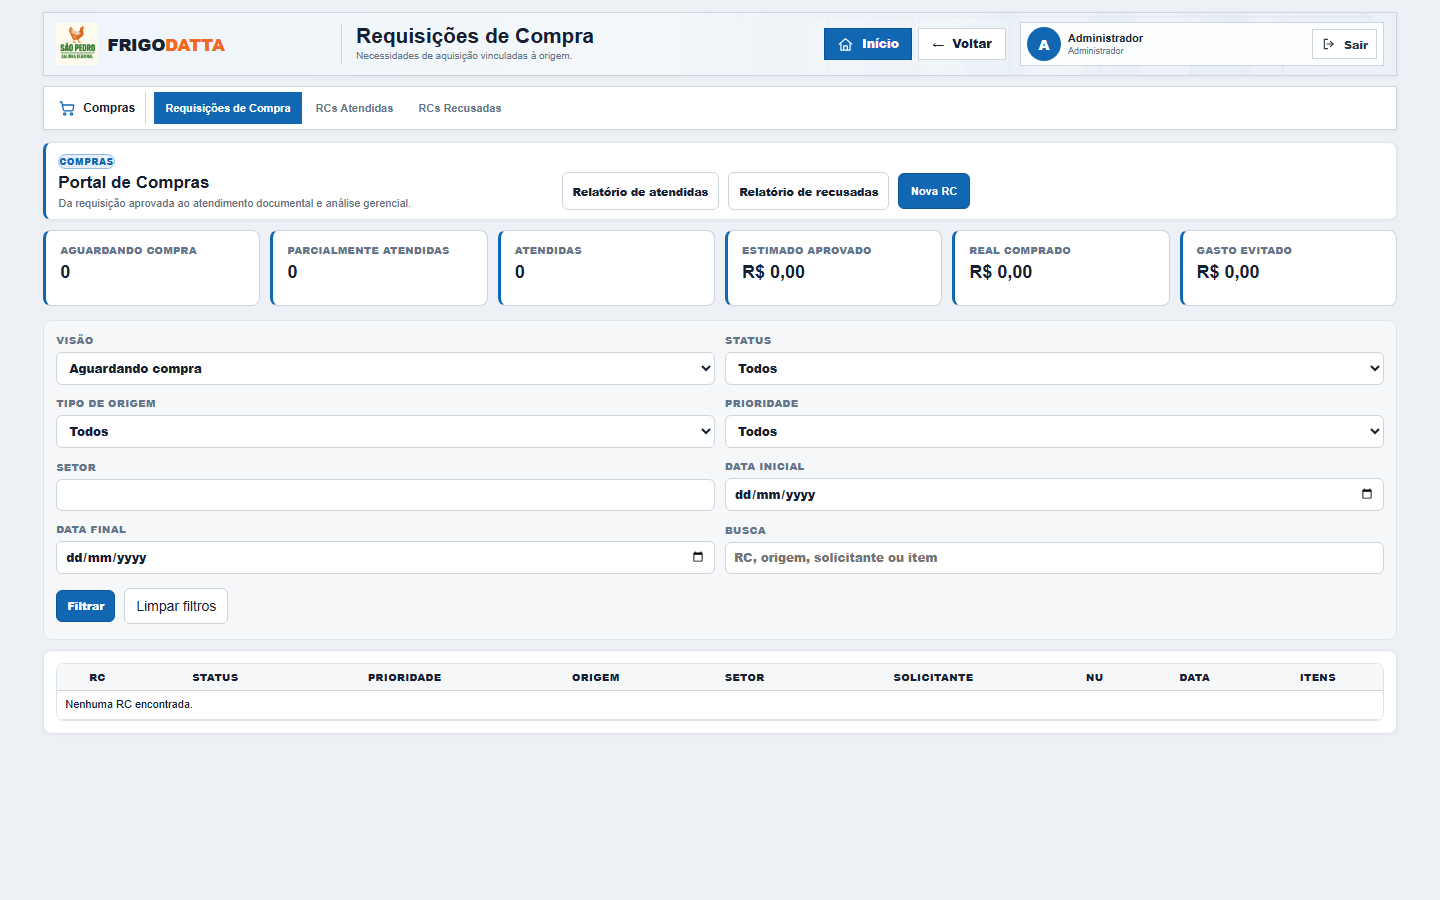 SÃO PEDRO
GALINHA REGIONAL
FRIGODATTA
Requisições de Compra
Necessidades de aquisição vinculadas à origem.
Início
← Voltar
A
Administrador
Administrador
Sair
Compras
Requisições de Compra
RCs Atendidas
RCs Recusadas
COMPRAS
Portal de Compras
Da requisição aprovada ao atendimento documental e análise gerencial.
Relatório de atendidas
Relatório de recusadas
Nova RC
AGUARDANDO COMPRA
0
PARCIALMENTE ATENDIDAS
0
ATENDIDAS
0
ESTIMADO APROVADO
R$ 0,00
REAL COMPRADO
R$ 0,00
GASTO EVITADO
R$ 0,00
VISÃO
Aguardando compra
STATUS
Todos
TIPO DE ORIGEM
Todos
PRIORIDADE
Todos
SETOR
DATA INICIAL
dd/mm/yyyy
DATA FINAL
dd/mm/yyyy
BUSCA
RC, origem, solicitante ou item
Filtrar
Limpar filtros
RC STATUS PRIORIDADE ORIGEM SETOR SOLICITANTE NU DATA ITENS
Nenhuma RC encontrada.